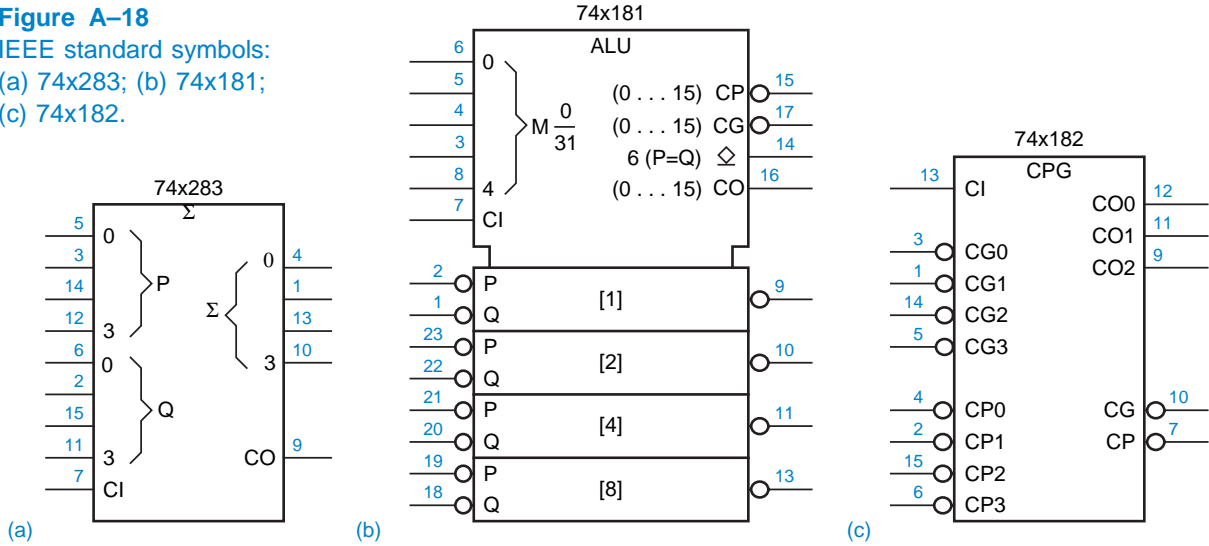 Figure A–18
IEEE standard symbols:
(a) 74x283; (b) 74x181;
(c) 74x182.
74x283
Σ
5 0
3
14 P
12 3
6 0
2
15 Q
11 3
7 CI
Σ
0 4
1
13
3 10
CO 9
(a)
74x181
ALU
6 0
5
4
3
8 4
M 0
31
7 CI
(0 . . . 15) CP 15
(0 . . . 15) CG 17
6 (P=Q) 14
(0 . . . 15) CO 16
2 P
1 Q
[1]
9
23 P
22 Q
[2]
10
21 P
20 Q
[4]
11
19 P
18 Q
[8]
13
(b)
74x182
CPG
13 CI
3 CG0
1 CG1
14 CG2
5 CG3
4 CP0
2 CP1
15 CP2
6 CP3
CO0 12
CO1 11
CO2 9
CG 10
CP 7
(c)